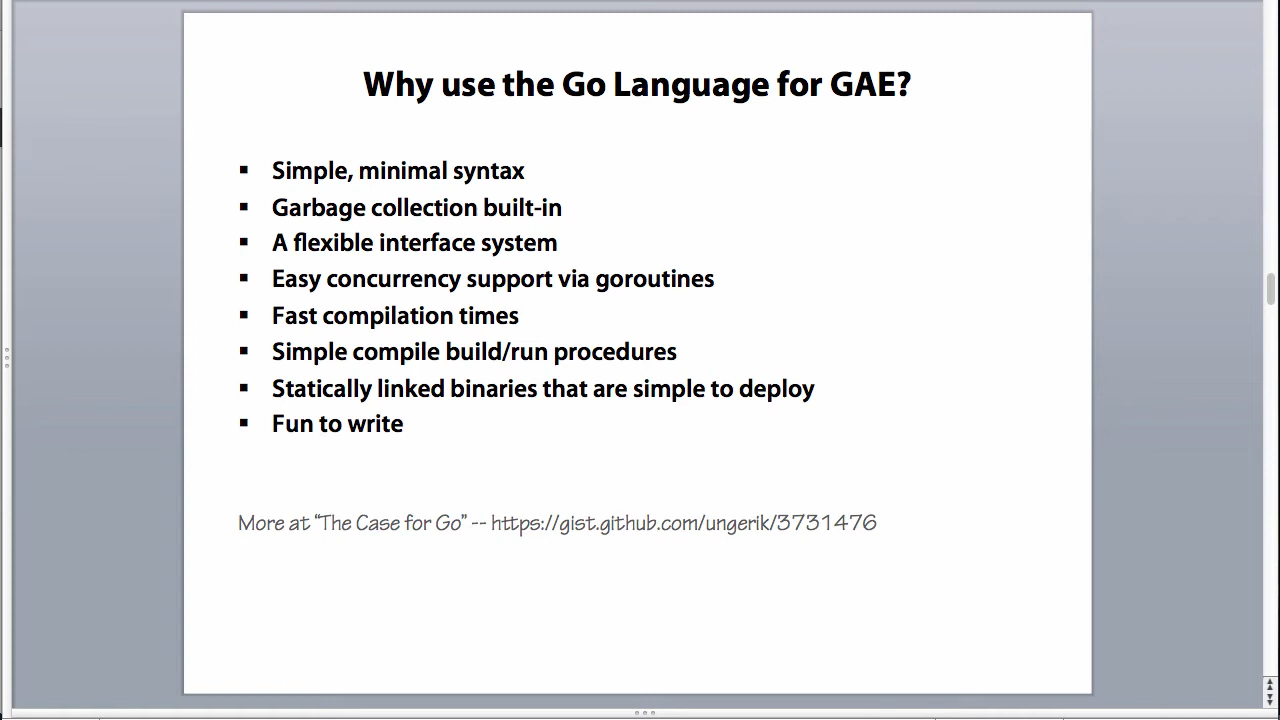 Why use the Go Language for GAE?
▪ Simple, minimal syntax
▪ Garbage collection built-in
▪ A flexible interface system
▪ Easy concurrency support via goroutines
▪ Fast compilation times
▪ Simple compile build/run procedures
▪ Statically linked binaries that are simple to deploy
▪ Fun to write
More at “The Case for Go” -- https://gist.github.com/ungerik/3731476